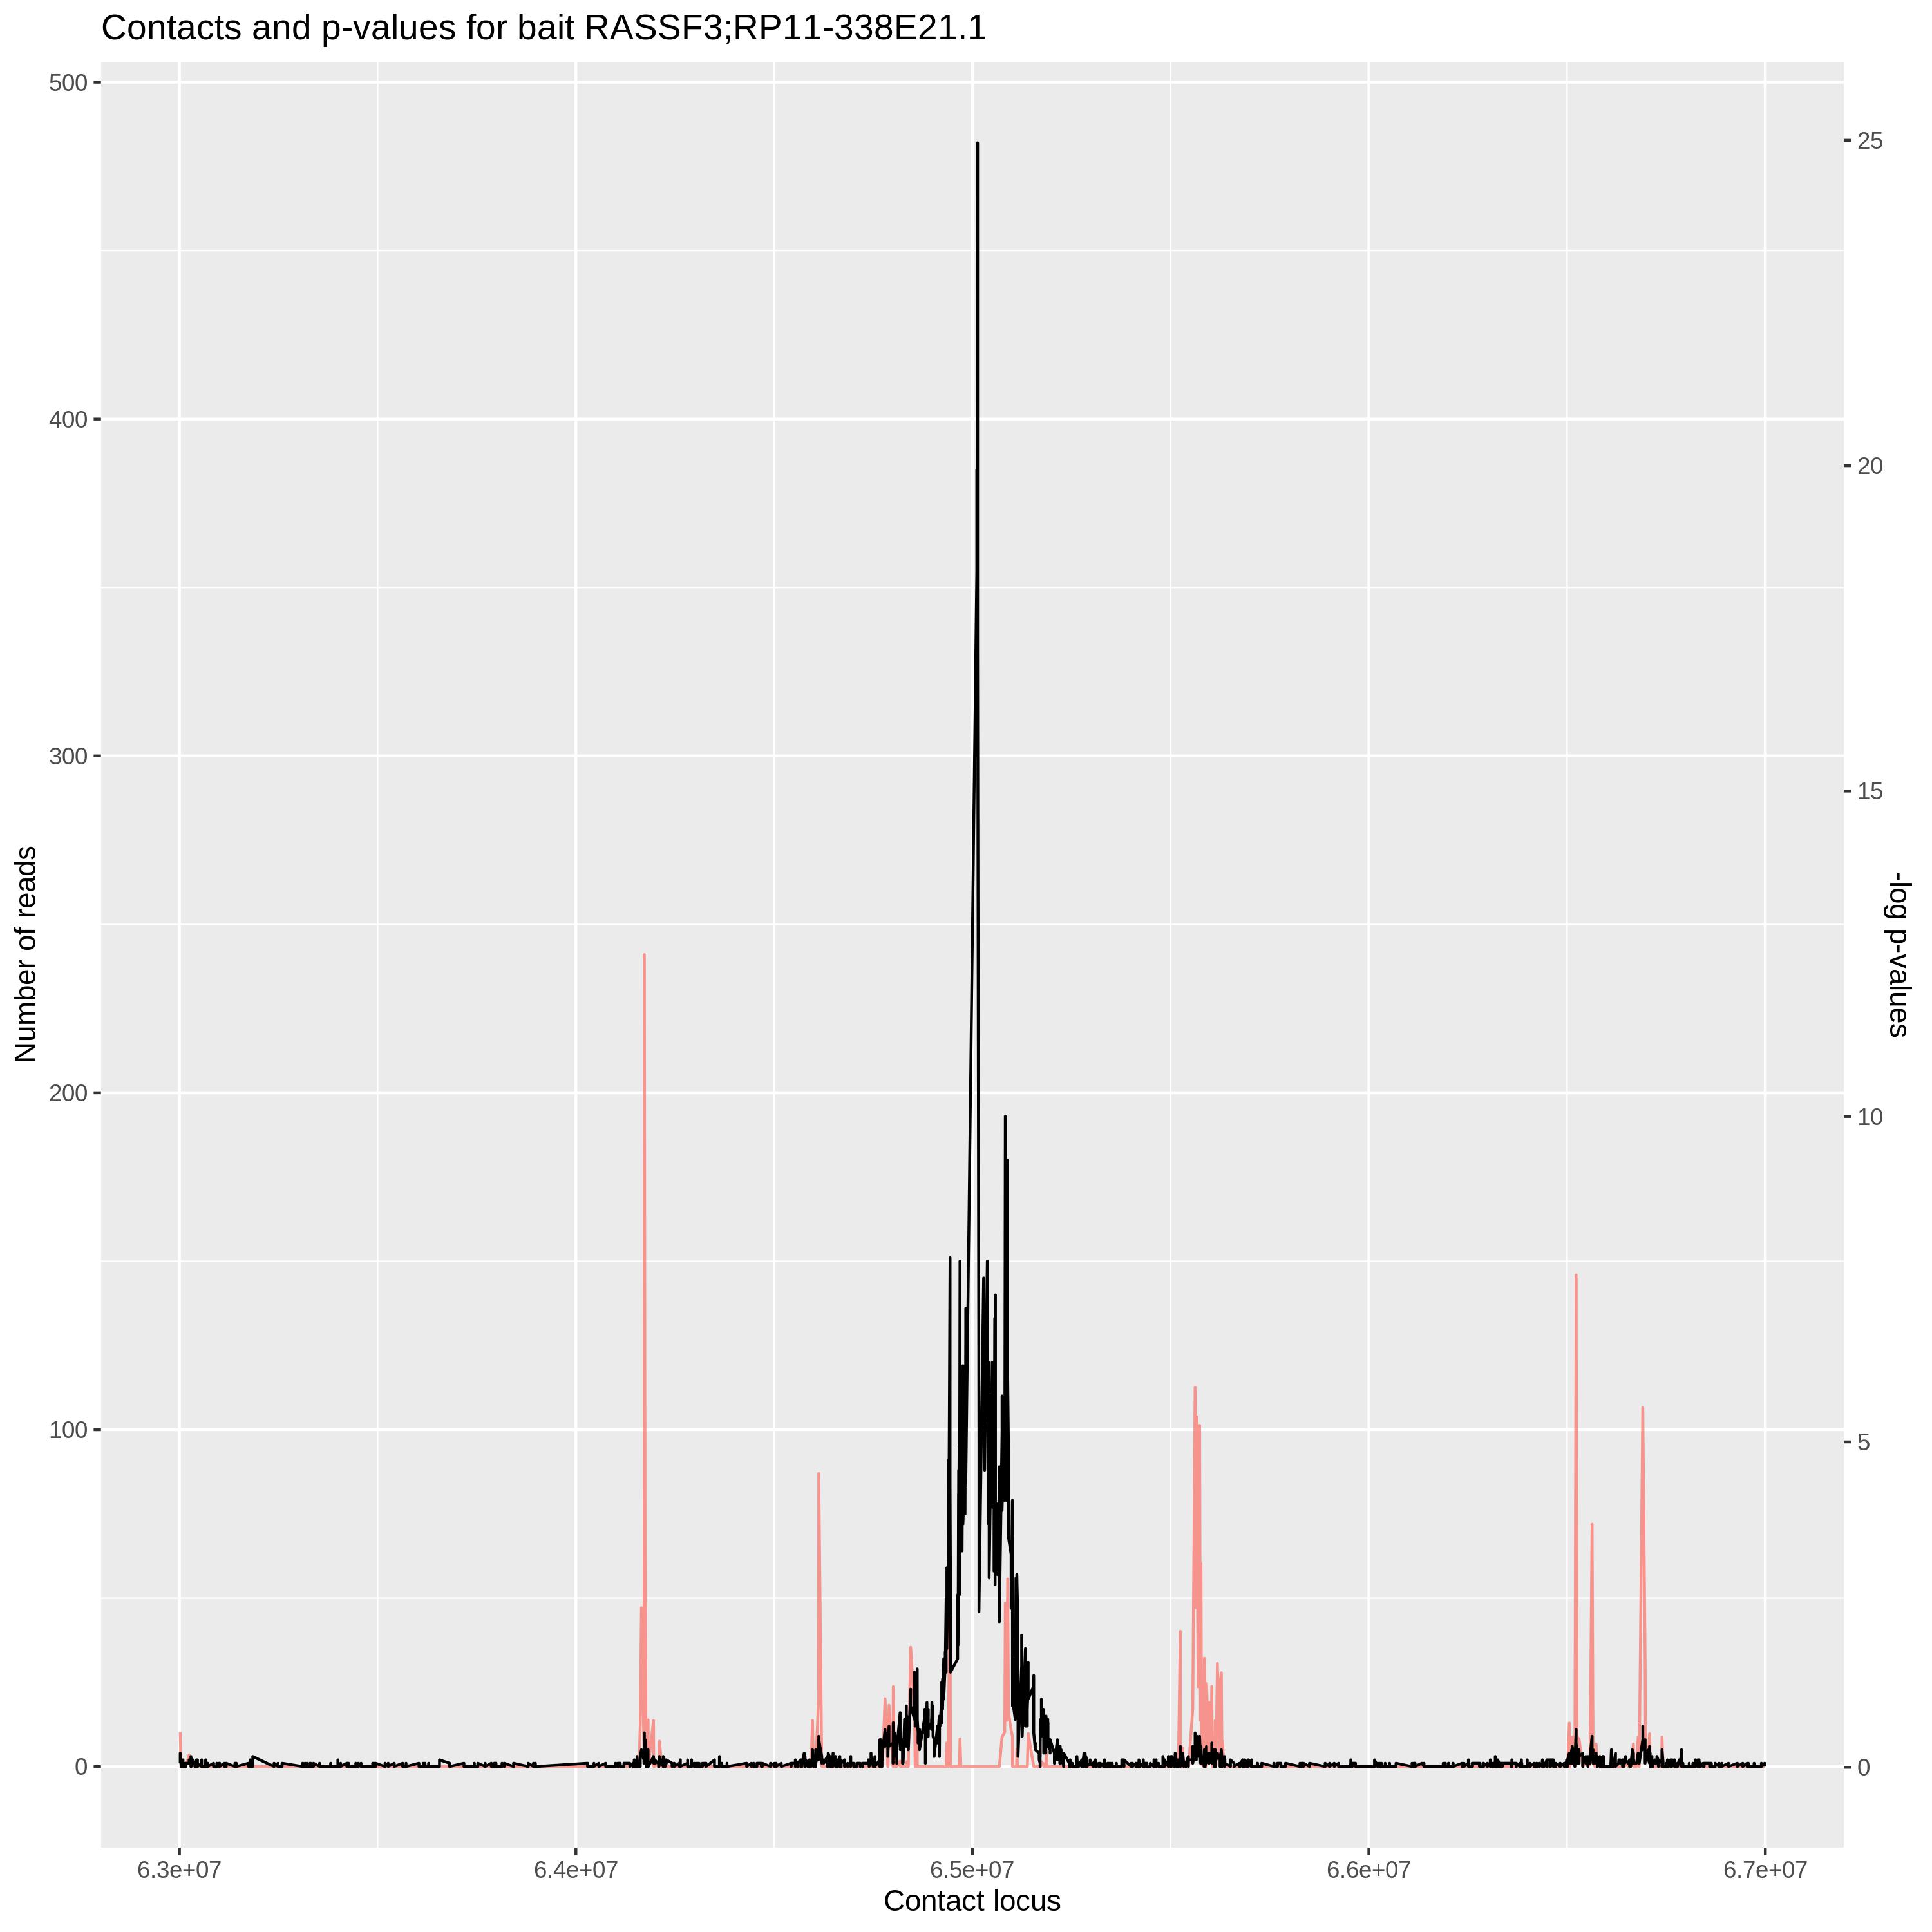 Contacts and p-values for bait RASSF3;RP11-338E21.1
500
400
300
200
100
0
Number of reads
25
20
15
10
5
0
-log p-values
6.3e+07
6.4e+07
6.5e+07
6.6e+07
6.7e+07
Contact locus